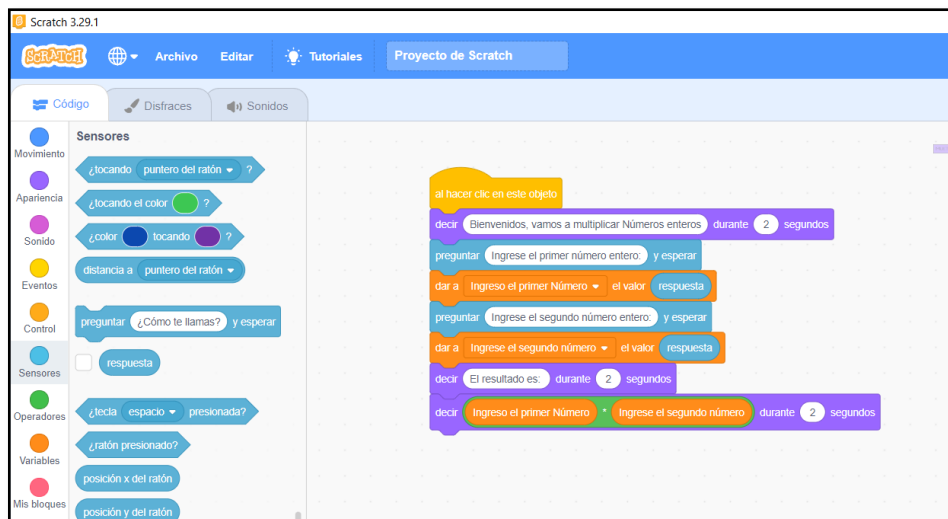 Scratch 3.29.1
SCRATCH Archivo Editar Tutoriales Proyecto de Scratch
Código Disfraces Sonidos
Movimiento
Apariencia
Sonido
Eventos
Control
Sensores
Operadores
Variables
Mis bloques
Sensores
¿tocando puntero del ratón ?
¿tocando el color ?
¿color tocando ?
distancia a puntero del ratón
preguntar ¿Cómo te llamas? y esperar
respuesta
¿tecla espacio presionada?
¿ratón presionado?
posición x del ratón
posición y del ratón
al hacer clic en este objeto
decir Bienvenidos, vamos a multiplicar Números enteros durante 2 segundos
preguntar Ingrese el primer número entero: y esperar
dar a Ingreso el primer Número el valor respuesta
preguntar Ingrese el segundo número entero: y esperar
dar a Ingrese el segundo número el valor respuesta
decir El resultado es: durante 2 segundos
decir Ingreso el primer Número * Ingrese el segundo número durante 2 segundos